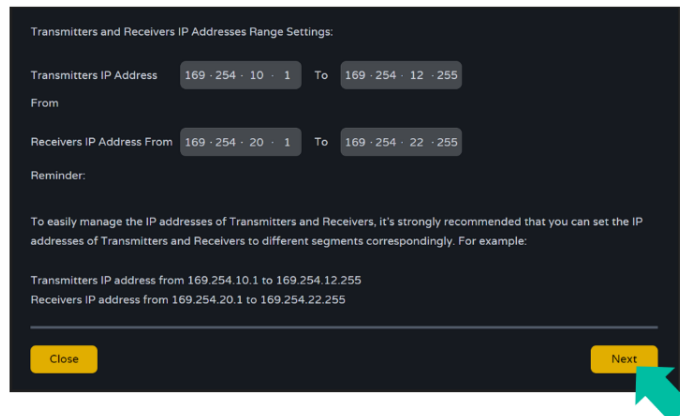 Transmitters and Receivers IP Addresses Range Settings:
Transmitters IP Address From 169 · 254 · 10 · 1 To 169 · 254 · 12 · 255
Receivers IP Address From 169 · 254 · 20 · 1 To 169 · 254 · 22 · 255
Reminder:
To easily manage the IP addresses of Transmitters and Receivers, it's strongly recommended that you can set the IP
addresses of Transmitters and Receivers to different segments correspondingly. For example:
Transmitters IP address from 169.254.10.1 to 169.254.12.255
Receivers IP address from 169.254.20.1 to 169.254.22.255
Close Next